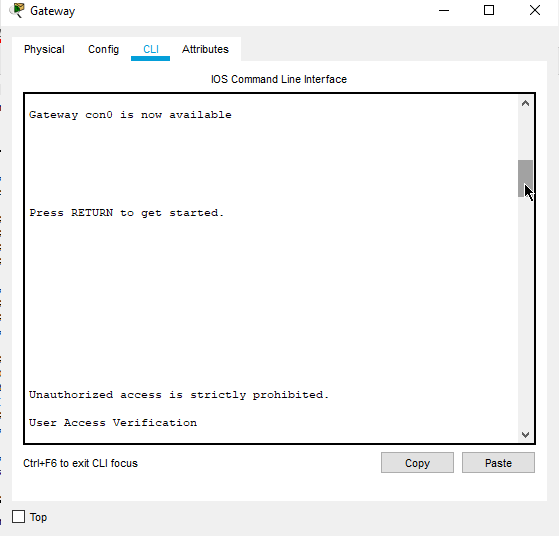 Gateway
Physical Config CLI Attributes
IOS Command Line Interface
Gateway con0 is now available
Press RETURN to get started.
Unauthorized access is strictly prohibited.
User Access Verification
Ctrl+F6 to exit CLI focus
Copy Paste
Top